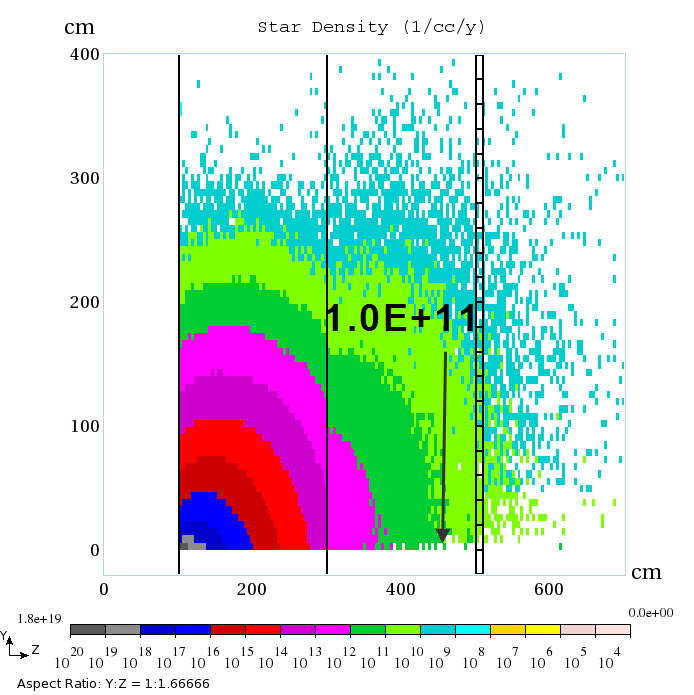 Star Density (1/cc/y)
cm
400
300
200
1.0E+11
100
0
cm
0 200 400 600
1.8e+19 0.0e+00
20 19 18 17 16 15 14 13 12 11 10 9 8 7 6 5 4
10 10 10 10 10 10 10 10 10 10 10 10 10 10 10 10 10
Y
Z
Aspect Ratio: Y:Z = 1:1.66666